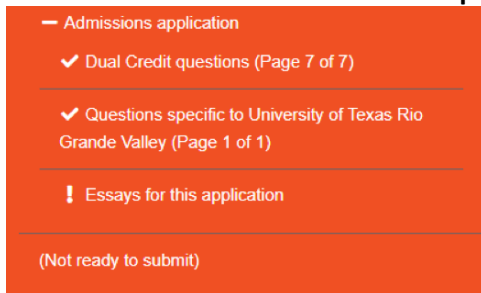 Admissions application
Dual Credit questions (Page 7 of 7)
Questions specific to University of Texas Rio
Grande Valley (Page 1 of 1)
Essays for this application
(Not ready to submit)